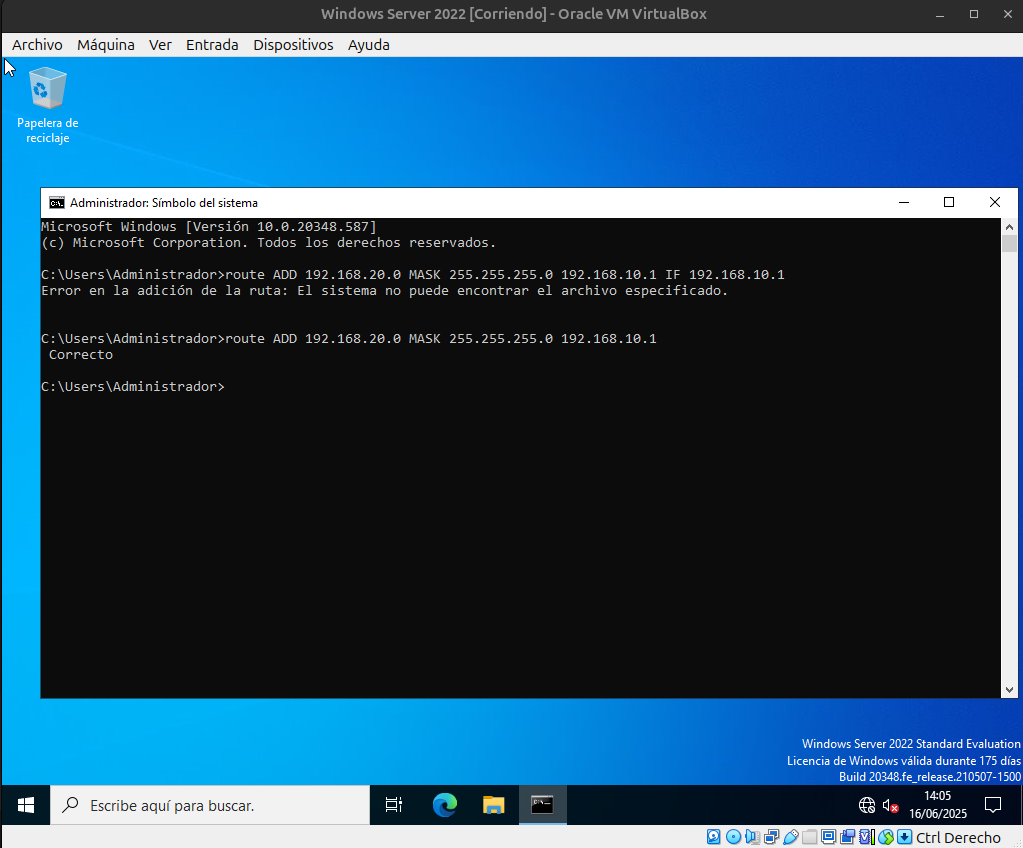 Windows Server 2022 [Corriendo] - Oracle VM VirtualBox
Archivo Máquina Ver Entrada Dispositivos Ayuda
Papelera de
reciclaje
Administrador: Símbolo del sistema
Microsoft Windows [Versión 10.0.20348.587]
(c) Microsoft Corporation. Todos los derechos reservados.
C:\Users\Administrador>route ADD 192.168.20.0 MASK 255.255.255.0 192.168.10.1 IF 192.168.10.1
Error en la adición de la ruta: El sistema no puede encontrar el archivo especificado.
C:\Users\Administrador>route ADD 192.168.20.0 MASK 255.255.255.0 192.168.10.1
Correcto
C:\Users\Administrador>
Windows Server 2022 Standard Evaluation
Licencia de Windows válida durante 175 días
Build 20348.fe_release.210507-1500
Escribe aquí para buscar.
14:05
16/06/2025
Ctrl Derecho